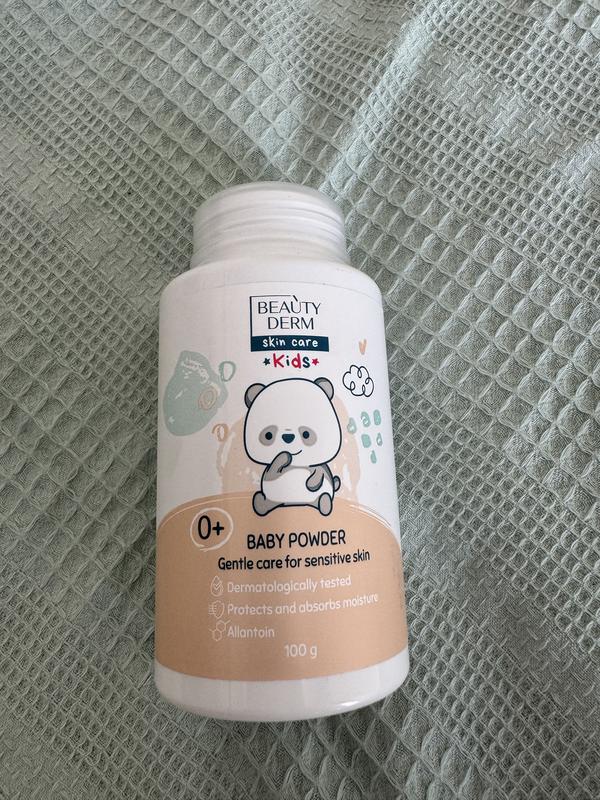 BEAUTY
DERM
skin care
Kids
0+
BABY POWDER
Gentle care for sensitive skin
Dermatologically tested
Protects and absorbs moisture
Allantoin
100 g